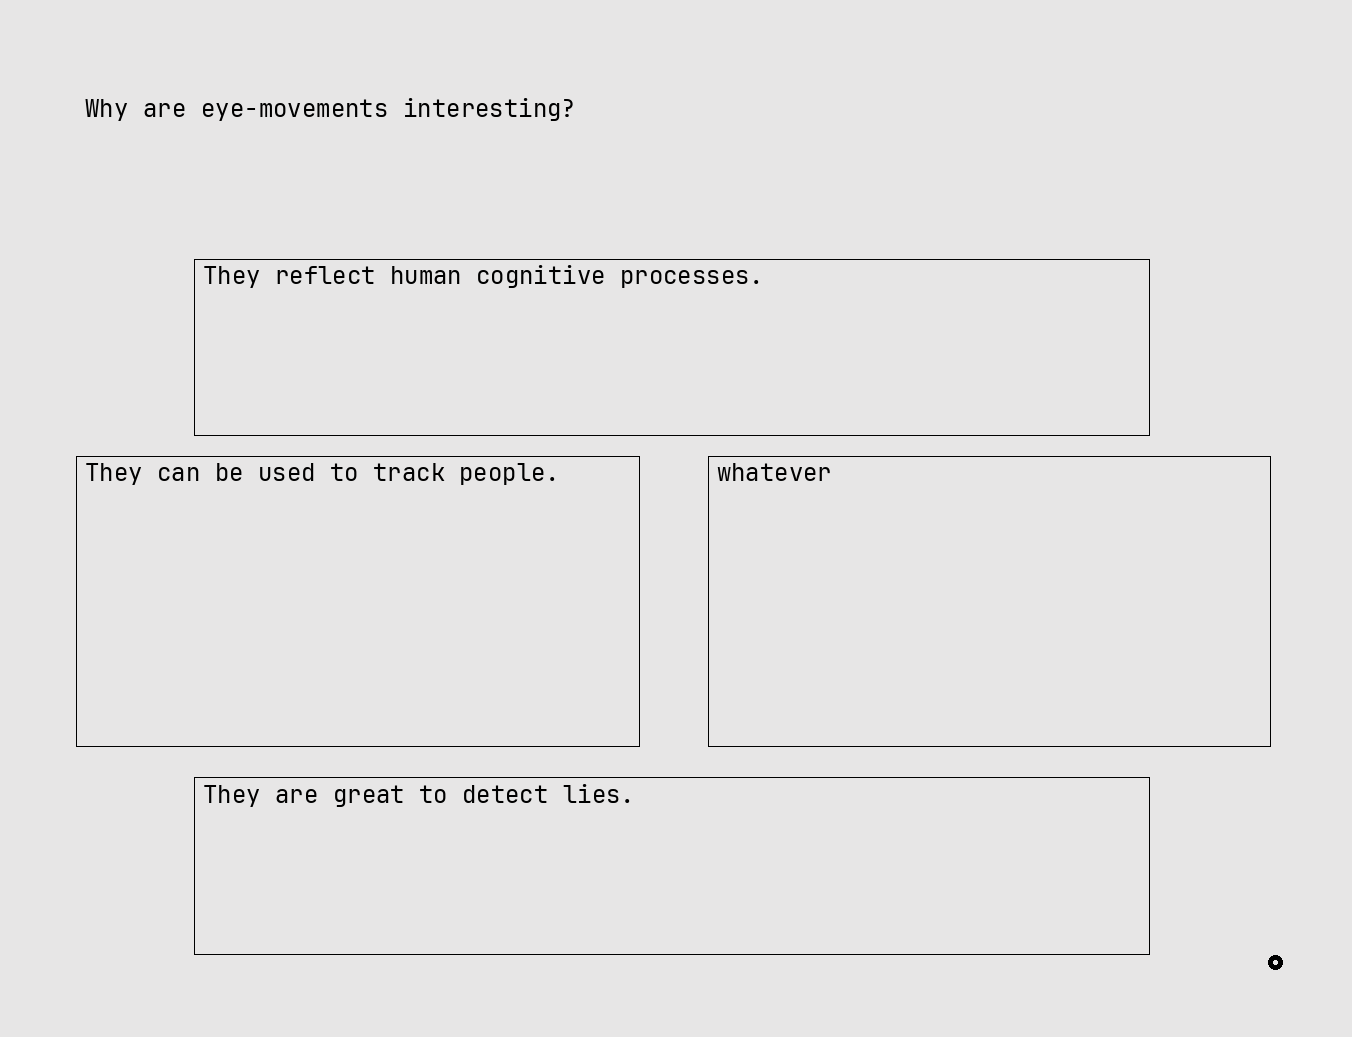 Why are eye-movements interesting?
They reflect human cognitive processes.
They can be used to track people.
whatever
They are great to detect lies.